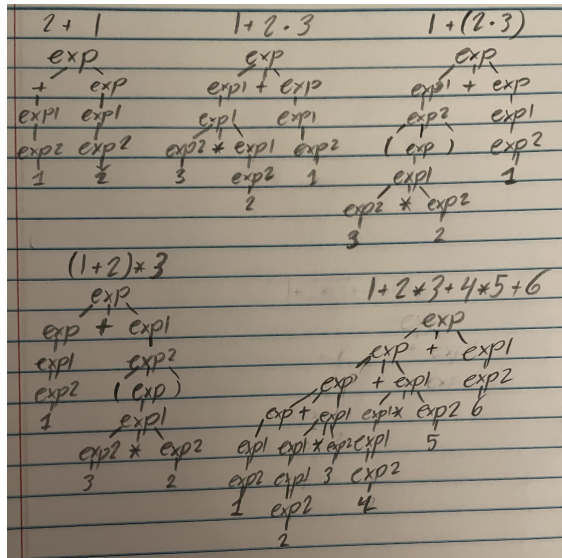 2 + 1
exp
+ exp
exp1 exp1
exp2 exp2
1 2
1 + 2 · 3
exp
exp1 + exp
exp1 exp1
exp2 * exp1 exp2
3 exp2 1
2
1 + (2 · 3)
exp
exp1 + exp
exp2 exp1
( exp ) exp2
exp1 1
exp2 * exp2
3 2
(1+2)*3
exp
exp + exp1
exp1 exp2
exp2 (exp)
1 exp1
exp2 * exp2
3 2
1+2*3+4*5+6
exp
exp + exp1
exp + exp1 exp2
exp + exp1 exp1 * exp2 6
exp1 exp1 * exp2 exp1 5
exp2 exp1 3 exp2
1 exp2 4
2